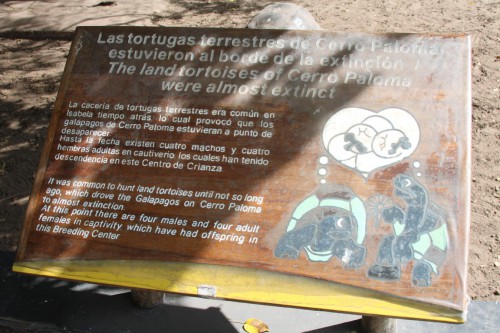 Las tortugas terrestres de Cerro Paloma
estuvieron al borde de la extinción
The land tortoises of Cerro Paloma
were almost extinct
La cacería de tortugas terrestres era común en
Isabela tiempo atrás, lo cual provocó que los
galápagos de Cerro Paloma estuvieran a punto de
desaparecer.
Hasta la fecha existen cuatro machos y cuatro
hembras adultas en cautiverio los cuales han tenido
descendencia en este Centro de Crianza.
It was common to hunt land tortoises until not so long
ago, which drove the Galapagos on Cerro Paloma
to almost extinction.
At this point there are four males and four adult
females in captivity which have had offspring in
this Breeding Center